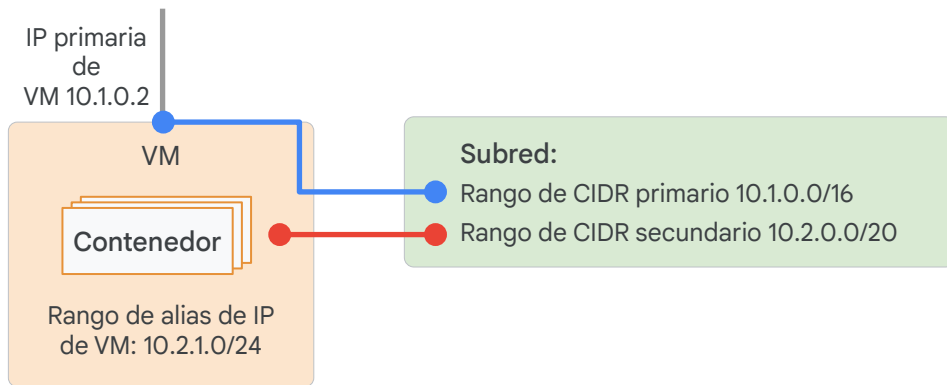 IP primaria
de
VM 10.1.0.2
VM
Contenedor
Rango de alias de IP
de VM: 10.2.1.0/24
Subred:
Rango de CIDR primario 10.1.0.0/16
Rango de CIDR secundario 10.2.0.0/20